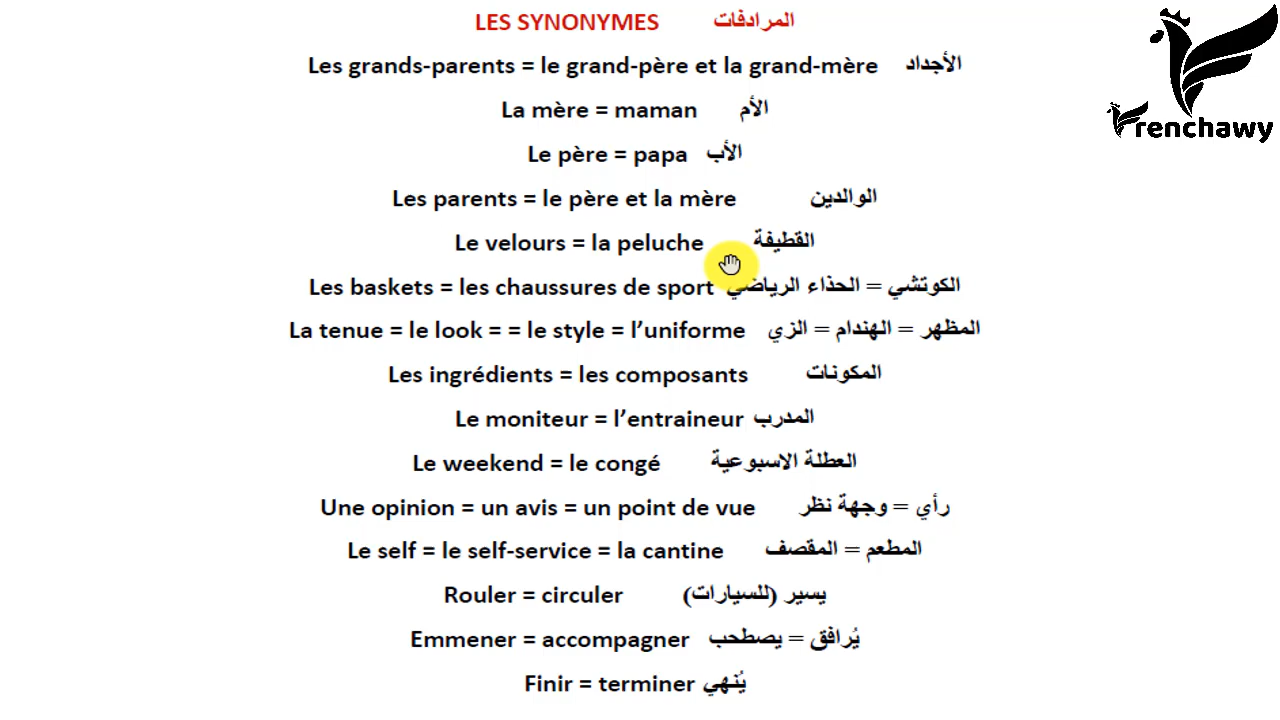 LES SYNONYMES المرادفات
Les grands-parents = le grand-père et la grand-mère الأجداد
La mère = maman الأم
Le père = papa الأب
Les parents = le père et la mère الوالدين
Le velours = la peluche القطيفة
Les baskets = les chaussures de sport الكوتشي = الحذاء الرياضي
La tenue = le look = = le style = l’uniforme المظهر = الهندام = الزي
Les ingrédients = les composants المكونات
Le moniteur = l’entraineur المدرب
Le weekend = le congé العطلة الاسبوعية
Une opinion = un avis = un point de vue رأي = وجهة نظر
Le self = le self-service = la cantine المطعم = المقصف
Rouler = circuler يسير (للسيارات)
Emmener = accompagner يُرافق = يصطحب
Finir = terminer يُنهي
Frenchawy